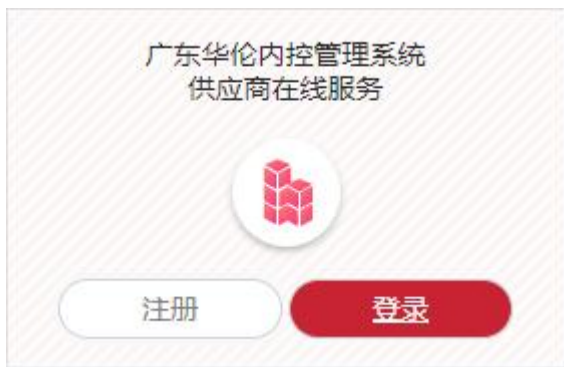 广东华伦内控管理系统
供应商在线服务
注册
登录